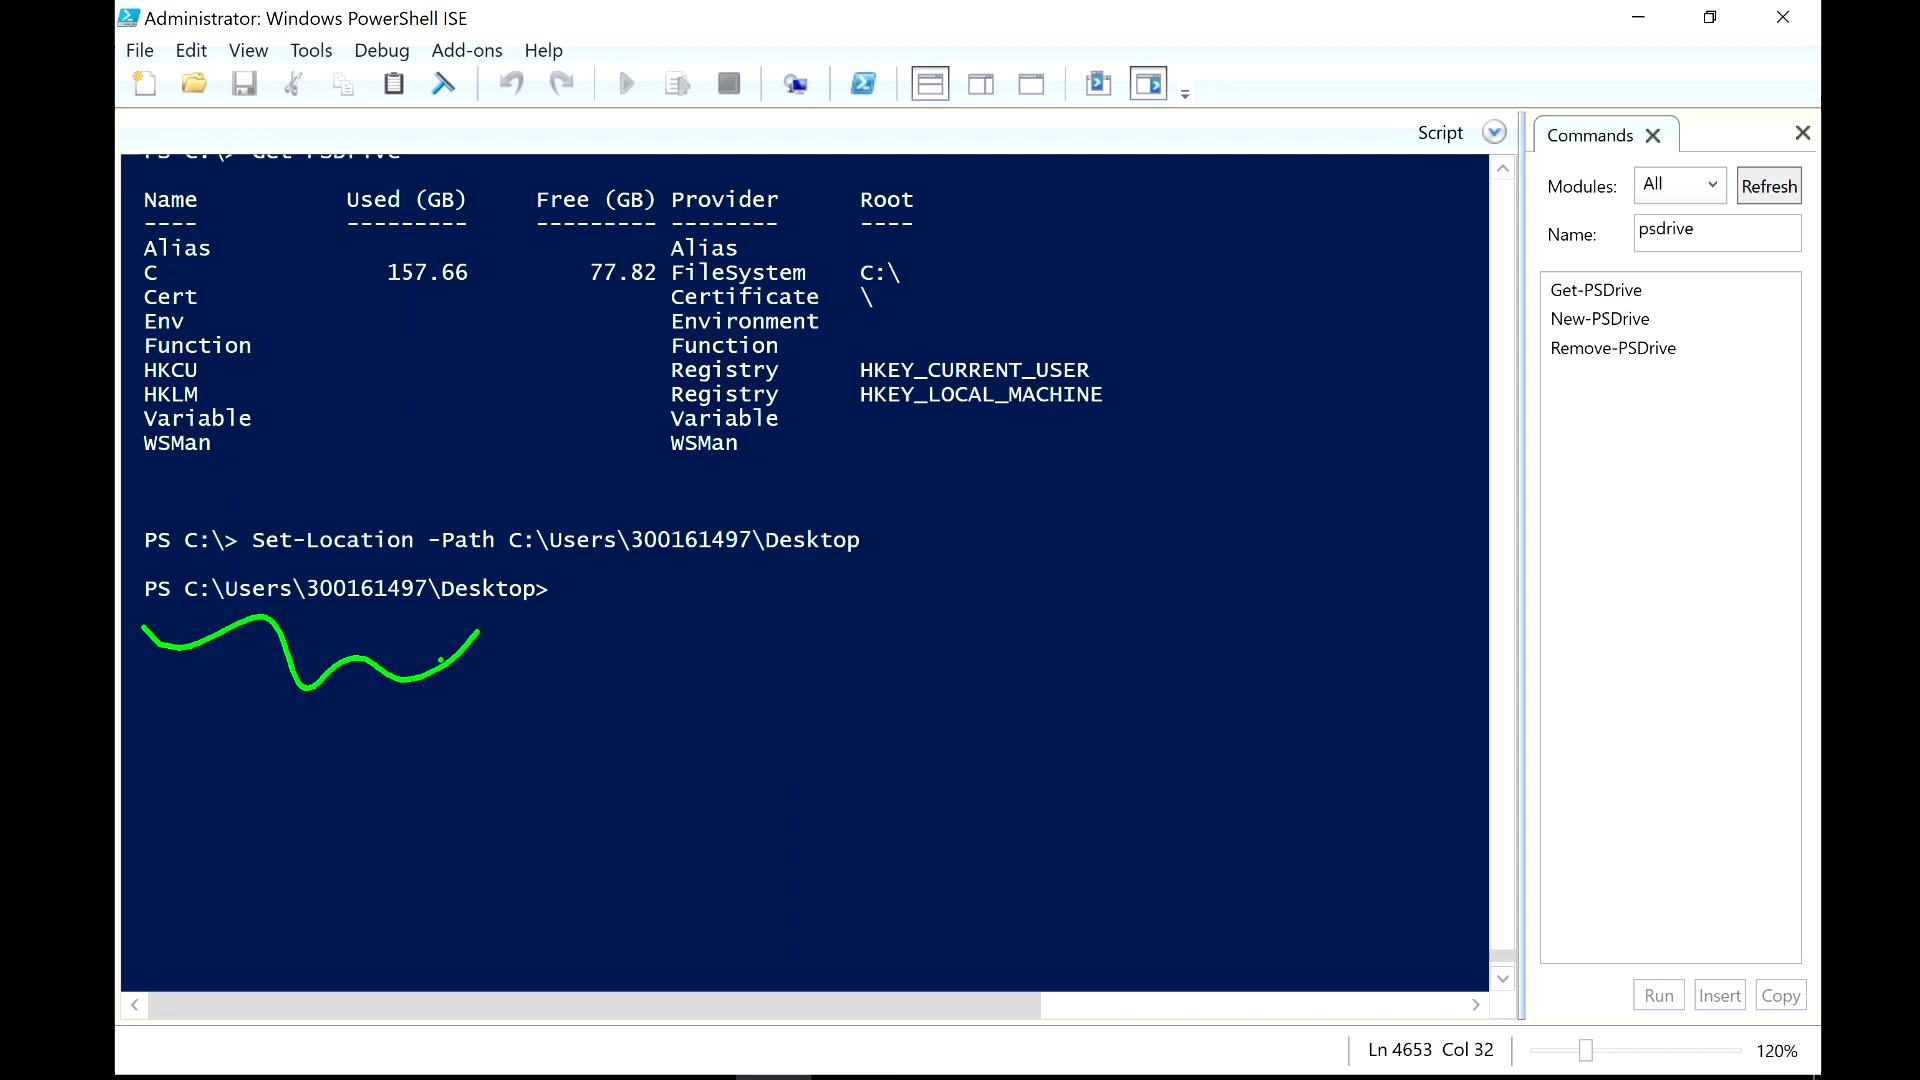 Administrator: Windows PowerShell ISE
File Edit View Tools Debug Add-ons Help
Script
PS C:\> Get-PSDrive
Name Used (GB) Free (GB) Provider Root
---- --------- --------- -------- ----
Alias Alias
C 157.66 77.82 FileSystem C:\
Cert Certificate \
Env Environment
Function Function
HKCU Registry HKEY_CURRENT_USER
HKLM Registry HKEY_LOCAL_MACHINE
Variable Variable
WSMan WSMan
PS C:\> Set-Location -Path C:\Users\300161497\Desktop
PS C:\Users\300161497\Desktop>
Commands
Modules: All Refresh
Name: psdrive
Get-PSDrive
New-PSDrive
Remove-PSDrive
Run Insert Copy
Ln 4653 Col 32 120%